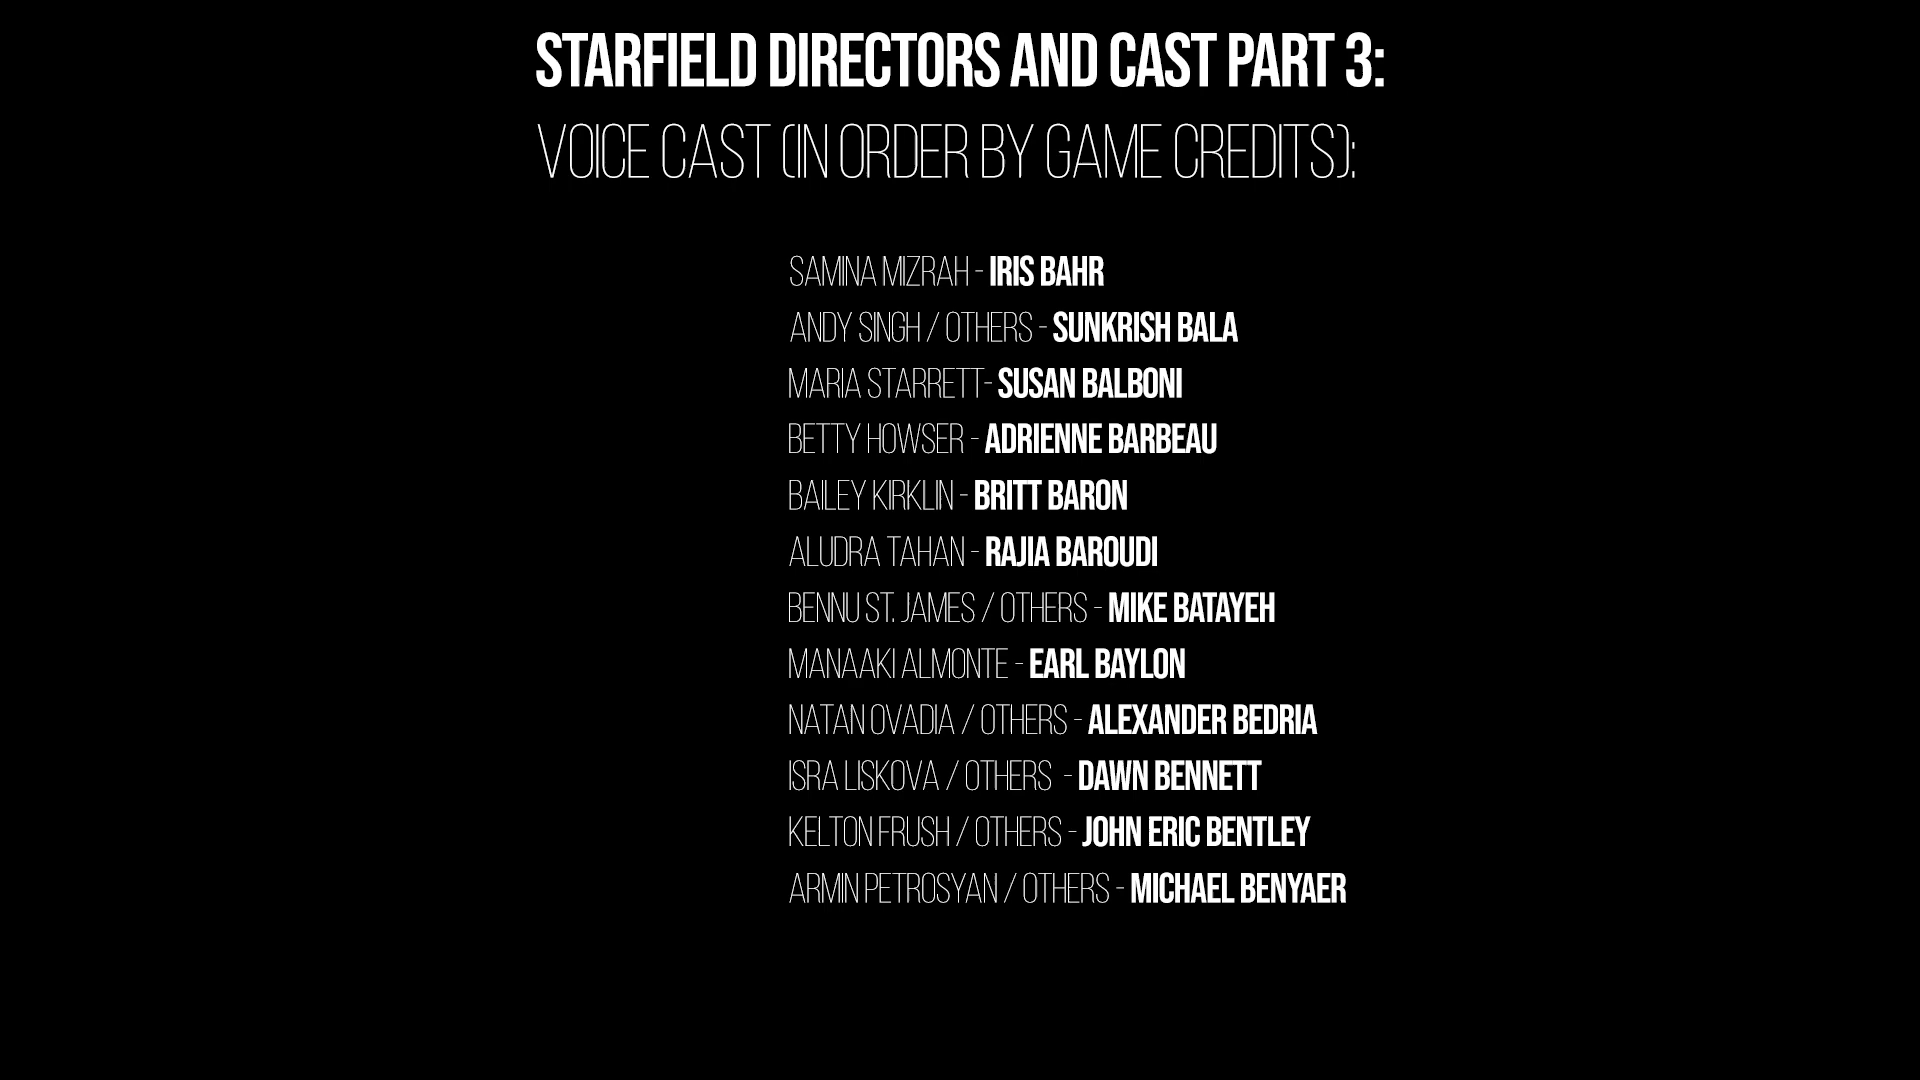 STARFIELD DIRECTORS AND CAST PART 3:
VOICE CAST (IN ORDER BY GAME CREDITS):
SAMINA MIZRAH - IRIS BAHR
ANDY SINGH / OTHERS - SUNKRISH BALA
MARIA STARRETT- SUSAN BALBONI
BETTY HOWSER - ADRIENNE BARBEAU
BAILEY KIRKLIN - BRITT BARON
ALUDRA TAHAN - RAJIA BAROUDI
BENNU ST. JAMES / OTHERS - MIKE BATAYEH
MANAAKI ALMONTE - EARL BAYLON
NATAN OVADIA / OTHERS - ALEXANDER BEDRIA
ISRA LISKOVA / OTHERS - DAWN BENNETT
KELTON FRUSH / OTHERS - JOHN ERIC BENTLEY
ARMIN PETROSYAN / OTHERS - MICHAEL BENYAER